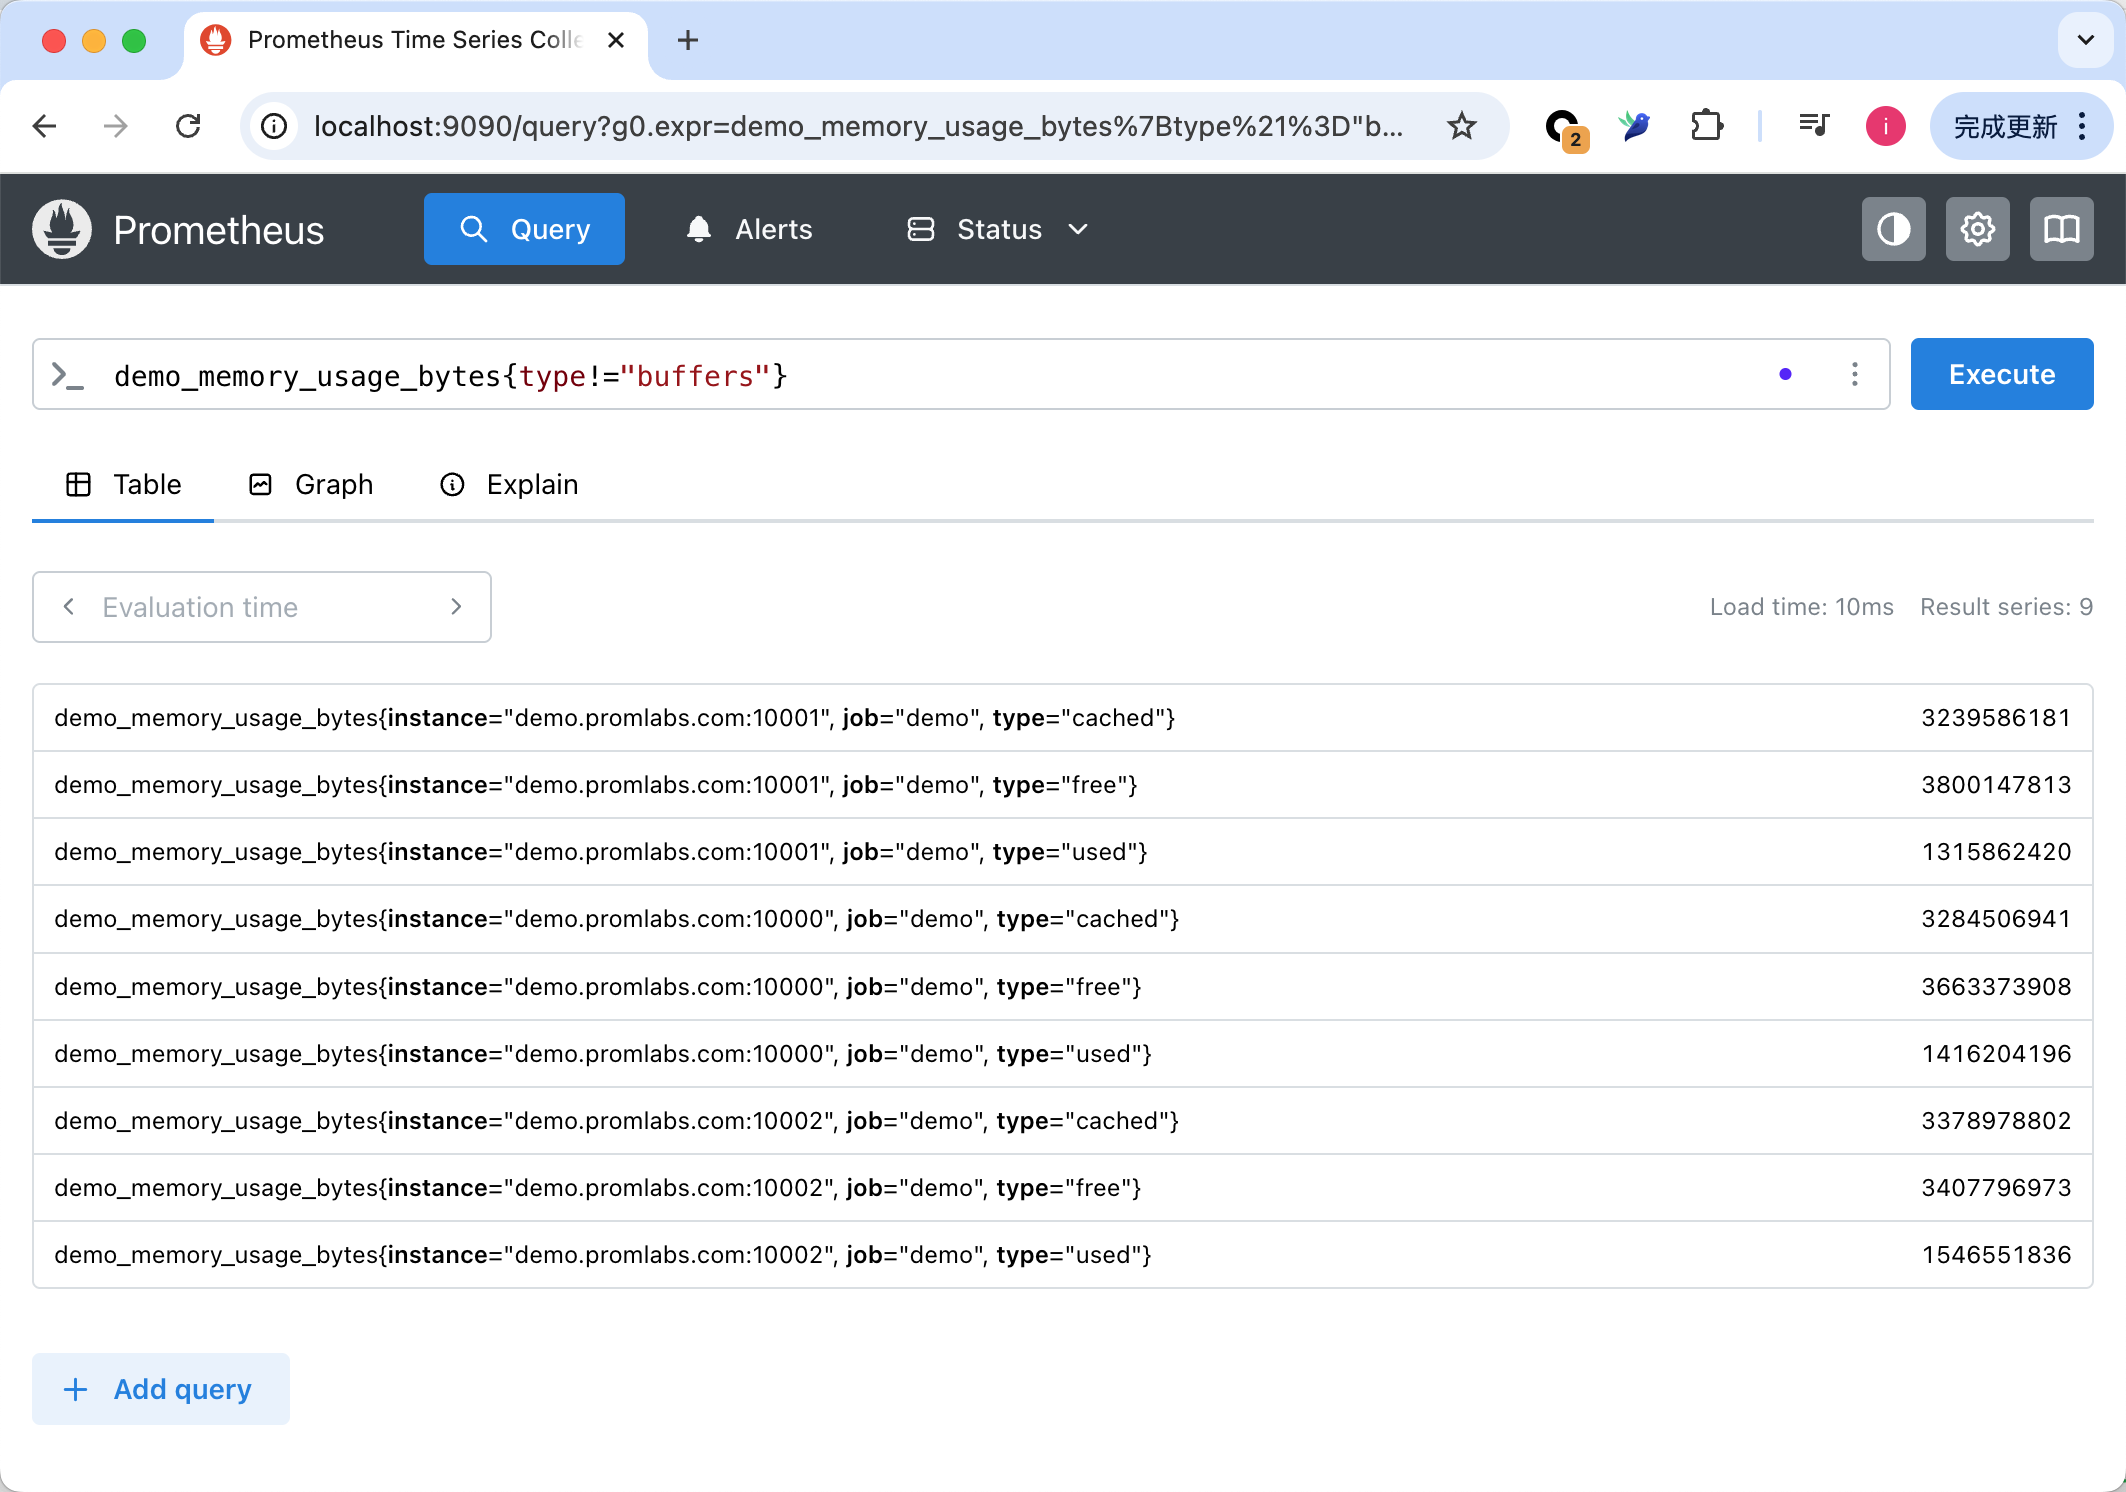 Prometheus Time Series Colle
localhost:9090/query?g0.expr=demo_memory_usage_bytes%7Btype%21%3D"b...
2
i
完成更新
Prometheus
Query
Alerts
Status
demo_memory_usage_bytes{type!="buffers"}
Execute
Table
Graph
Explain
Evaluation time
Load time: 10ms
Result series: 9
demo_memory_usage_bytes{instance="demo.promlabs.com:10001", job="demo", type="cached"} 3239586181
demo_memory_usage_bytes{instance="demo.promlabs.com:10001", job="demo", type="free"} 3800147813
demo_memory_usage_bytes{instance="demo.promlabs.com:10001", job="demo", type="used"} 1315862420
demo_memory_usage_bytes{instance="demo.promlabs.com:10000", job="demo", type="cached"} 3284506941
demo_memory_usage_bytes{instance="demo.promlabs.com:10000", job="demo", type="free"} 3663373908
demo_memory_usage_bytes{instance="demo.promlabs.com:10000", job="demo", type="used"} 1416204196
demo_memory_usage_bytes{instance="demo.promlabs.com:10002", job="demo", type="cached"} 3378978802
demo_memory_usage_bytes{instance="demo.promlabs.com:10002", job="demo", type="free"} 3407796973
demo_memory_usage_bytes{instance="demo.promlabs.com:10002", job="demo", type="used"} 1546551836
Add query